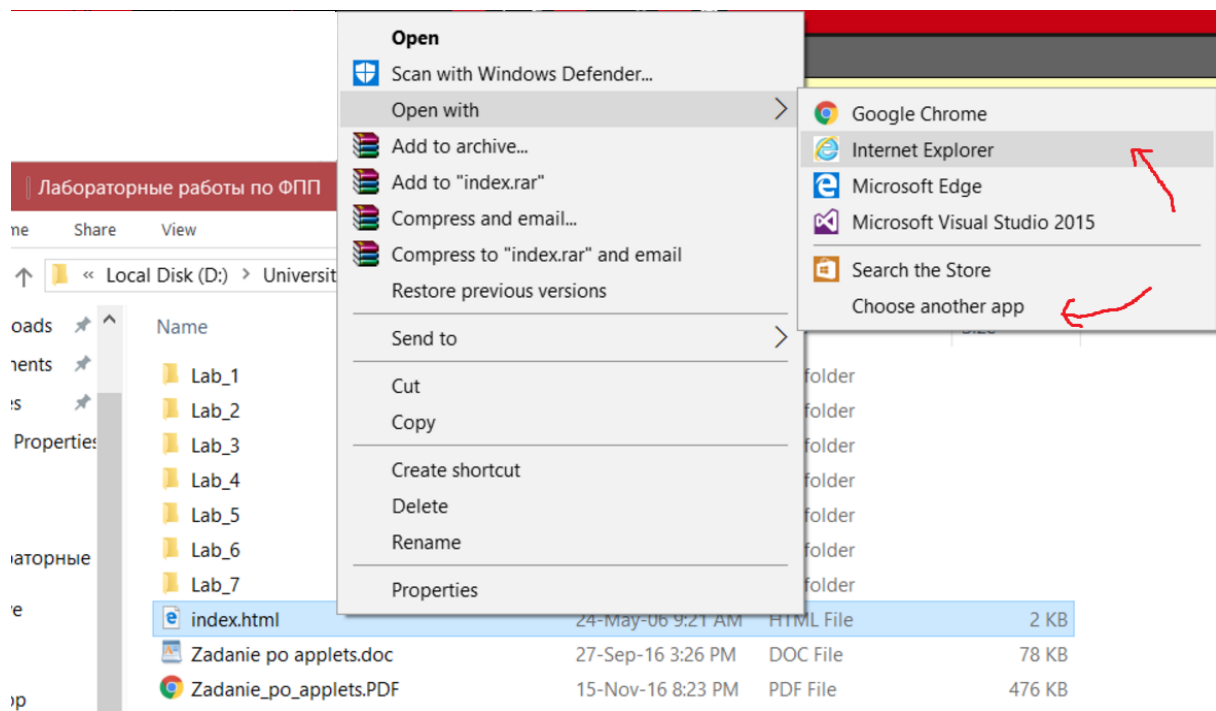 Open
Scan with Windows Defender...
Open with
Add to archive...
Add to "index.rar"
Compress and email...
Compress to "index.rar" and email
Restore previous versions
Send to
Cut
Copy
Create shortcut
Delete
Rename
Properties
Google Chrome
Internet Explorer
Microsoft Edge
Microsoft Visual Studio 2015
Search the Store
Choose another app
Лабораторные работы по ФПП
me Share View
« Local Disk (D:) > Universit
oads
nents
es
Properties
раторные
Name
Lab_1 folder
Lab_2 folder
Lab_3 folder
Lab_4 folder
Lab_5 folder
Lab_6 folder
Lab_7 folder
index.html 24-May-06 9:21 AM HTML File 2 KB
Zadanie po applets.doc 27-Sep-16 3:26 PM DOC File 78 KB
Zadanie_po_applets.PDF 15-Nov-16 8:23 PM PDF File 476 KB